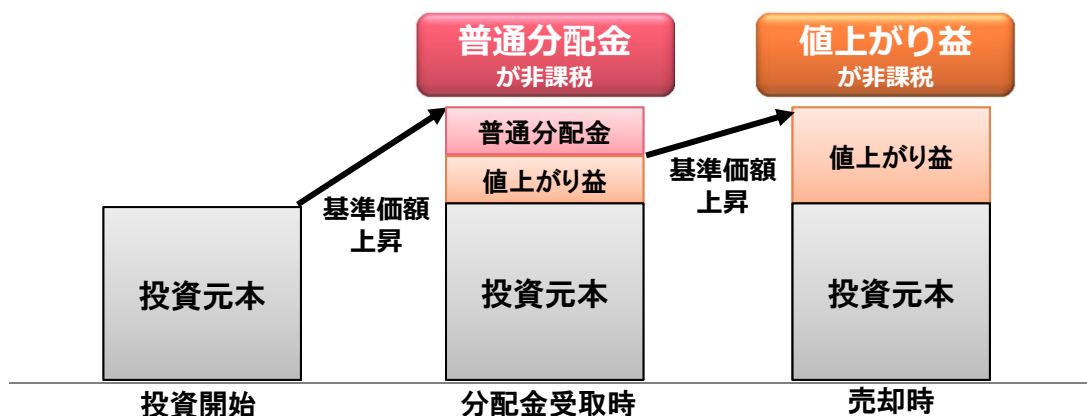 普通分配金
が非課税
値上がり益
が非課税
普通分配金
値上がり益
値上がり益
基準価額
上昇
基準価額
上昇
投資元本
投資元本
投資元本
投資開始
分配金受取時
売却時